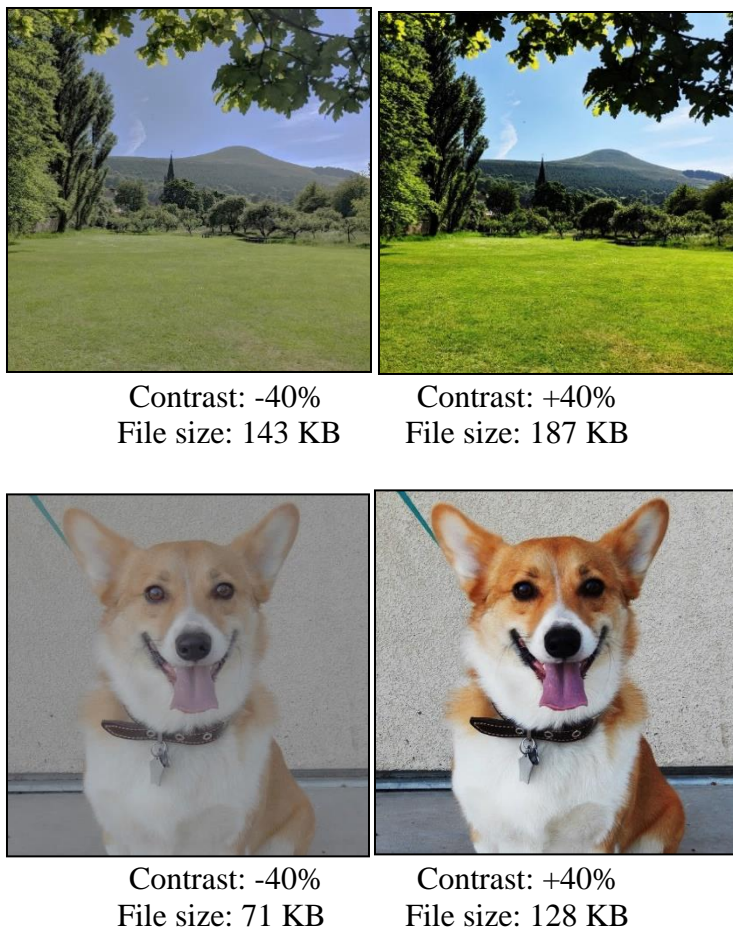 Contrast: -40%
Contrast: +40%
File size: 143 KB
File size: 187 KB
Contrast: -40%
Contrast: +40%
File size: 71 KB
File size: 128 KB